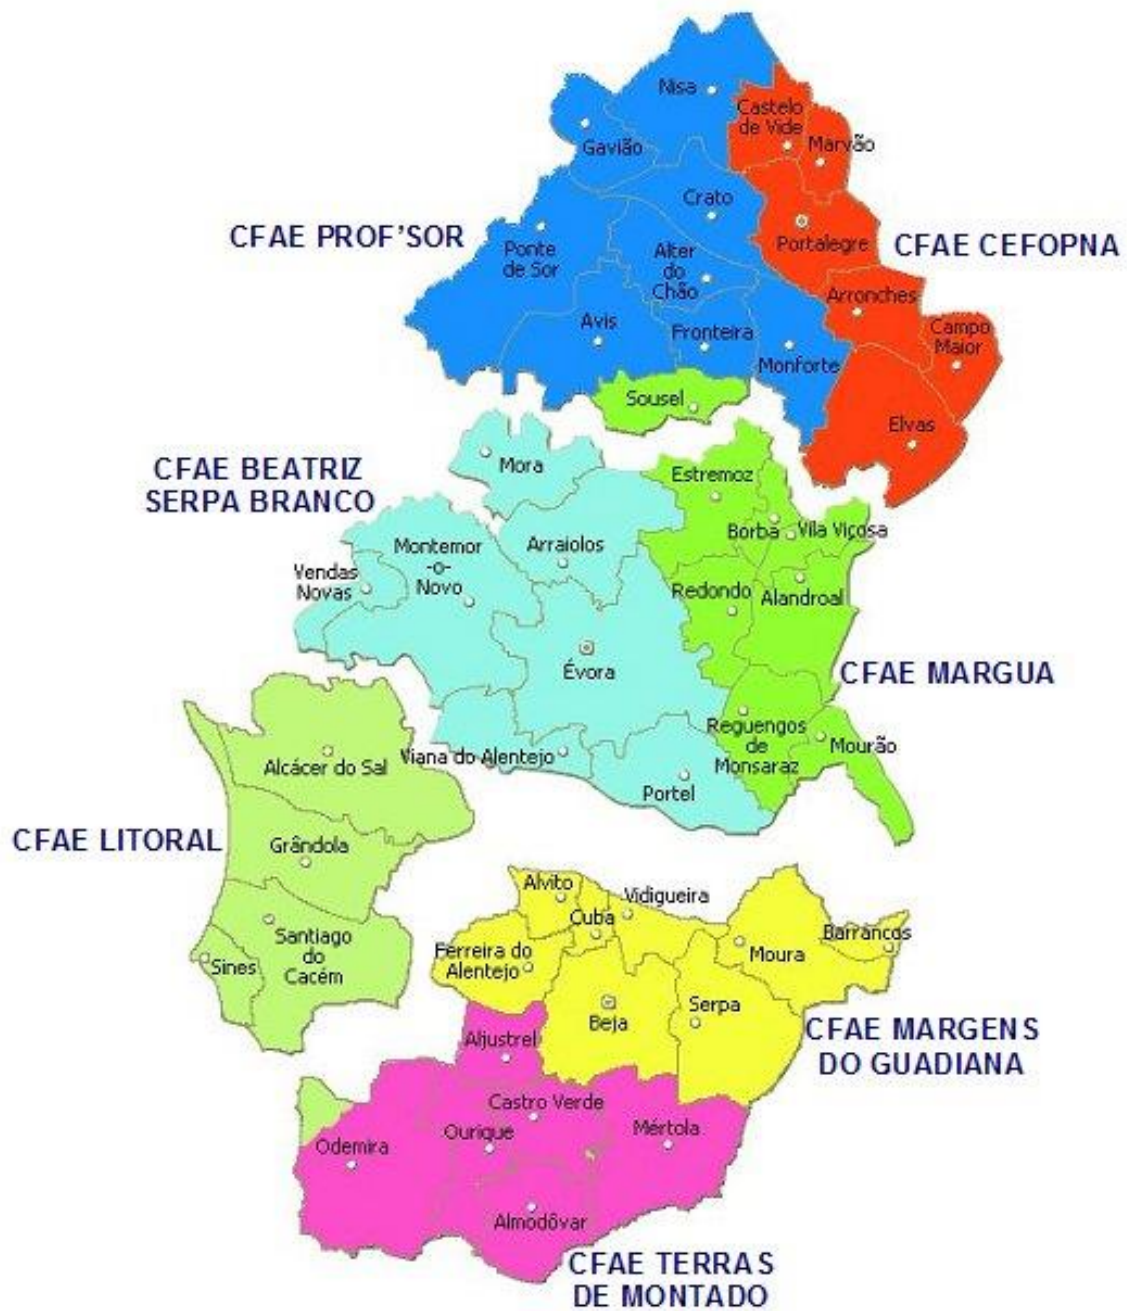 Nisa
Castelo
de Vide
Marvão
Gavião
Crato
CFAE PROF'SOR
Ponte
de Sor
Portalegre
CFAE CEFOPNA
Alter
do
Chão
Arronches
Avis
Fronteira
Campo
Maior
Monforte
Sousel
Elvas
CFAE BEATRIZ
SERPA BRANCO
Mora
Estremoz
Borba
Vila Viçosa
Arraiolos
Montemor
-o-
Novo
Vendas
Novas
Redondo
Alandroal
Évora
CFAE MARGUA
Reguengos
de
Monsaraz
Mourão
Viana do Alentejo
Portel
Alcácer do Sal
CFAE LITORAL
Grândola
Santiago
do
Cacém
Sines
Alvito
Vidigueira
Cuba
Ferreira do
Alentejo
Moura
Barrancos
Beja
Serpa
CFAE MARGENS
DO GUADIANA
Aljustrel
Castro Verde
Ourique
Mértola
Odemira
Almodôvar
CFAE TERRAS
DE MONTADO